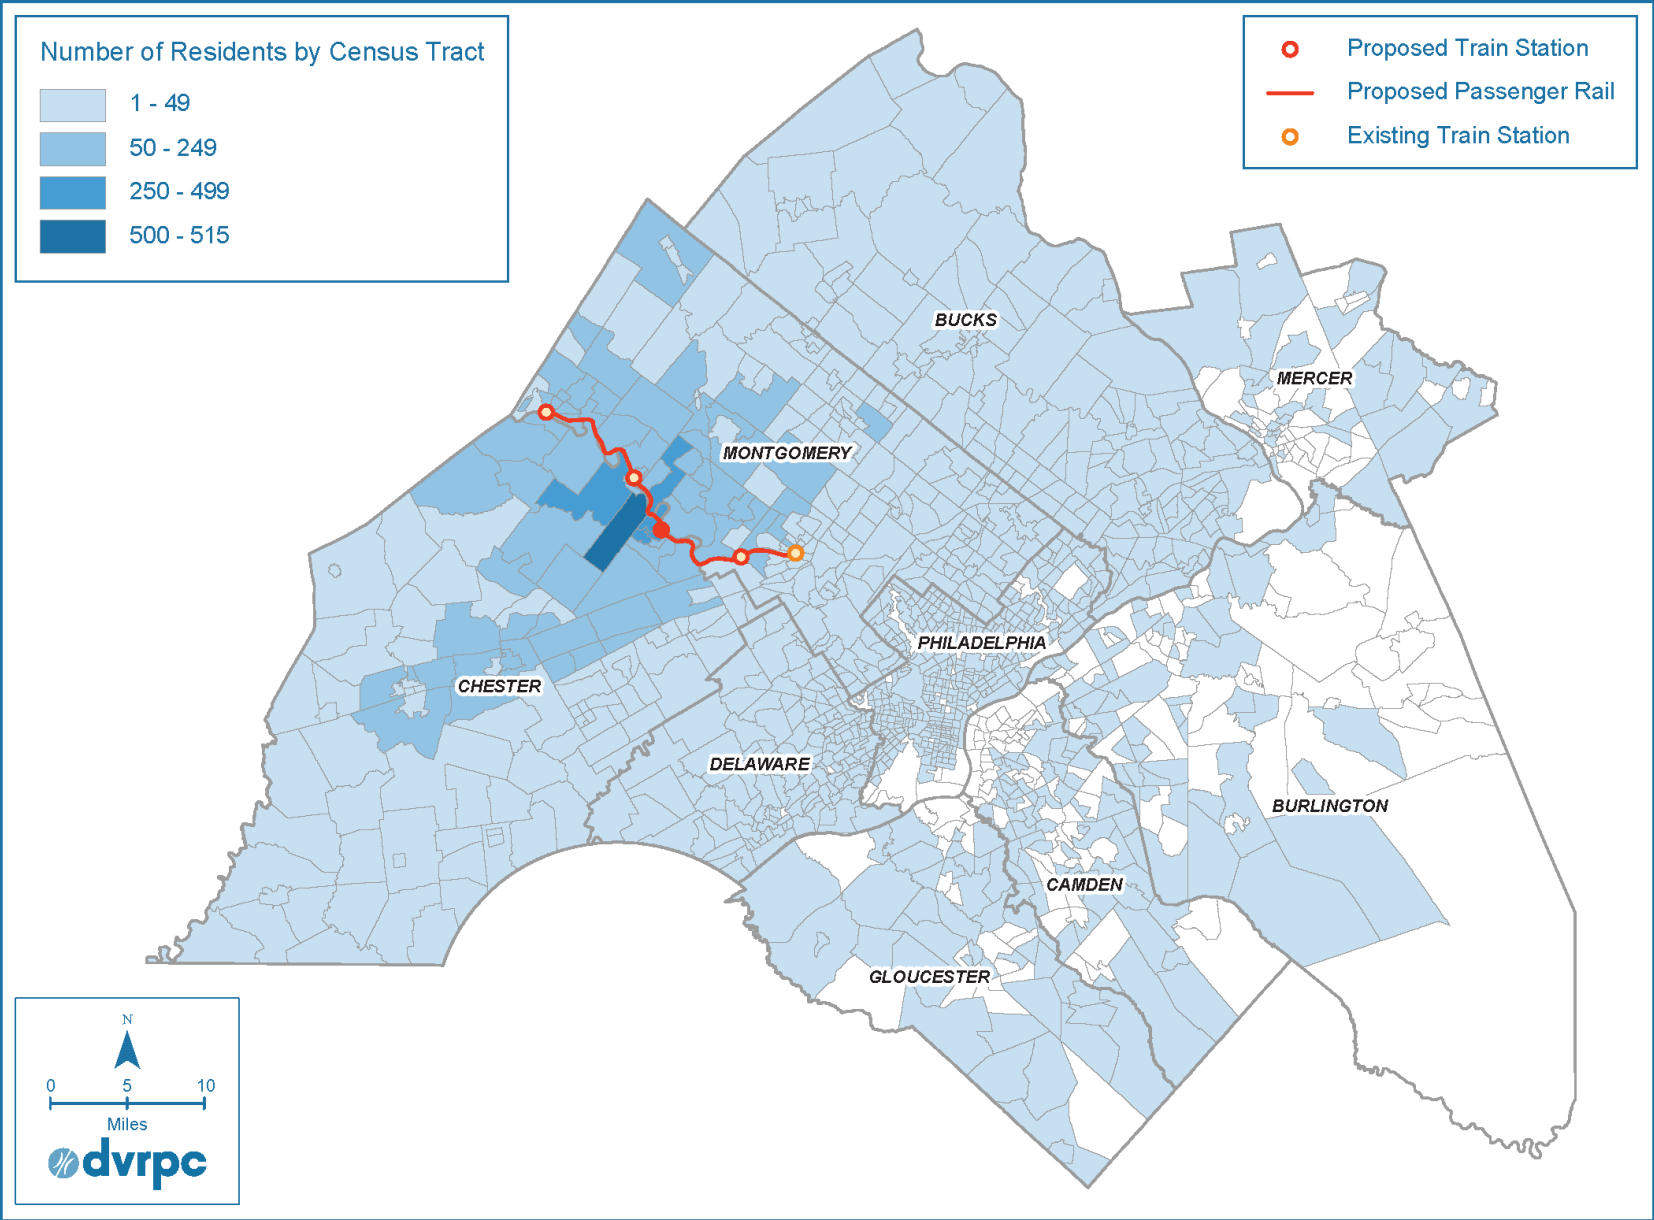 Number of Residents by Census Tract
1 - 49
50 - 249
250 - 499
500 - 515
Proposed Train Station
Proposed Passenger Rail
Existing Train Station
BUCKS
MERCER
MONTGOMERY
PHILADELPHIA
CHESTER
DELAWARE
BURLINGTON
CAMDEN
GLOUCESTER
N
0 5 10
Miles
dvrpc